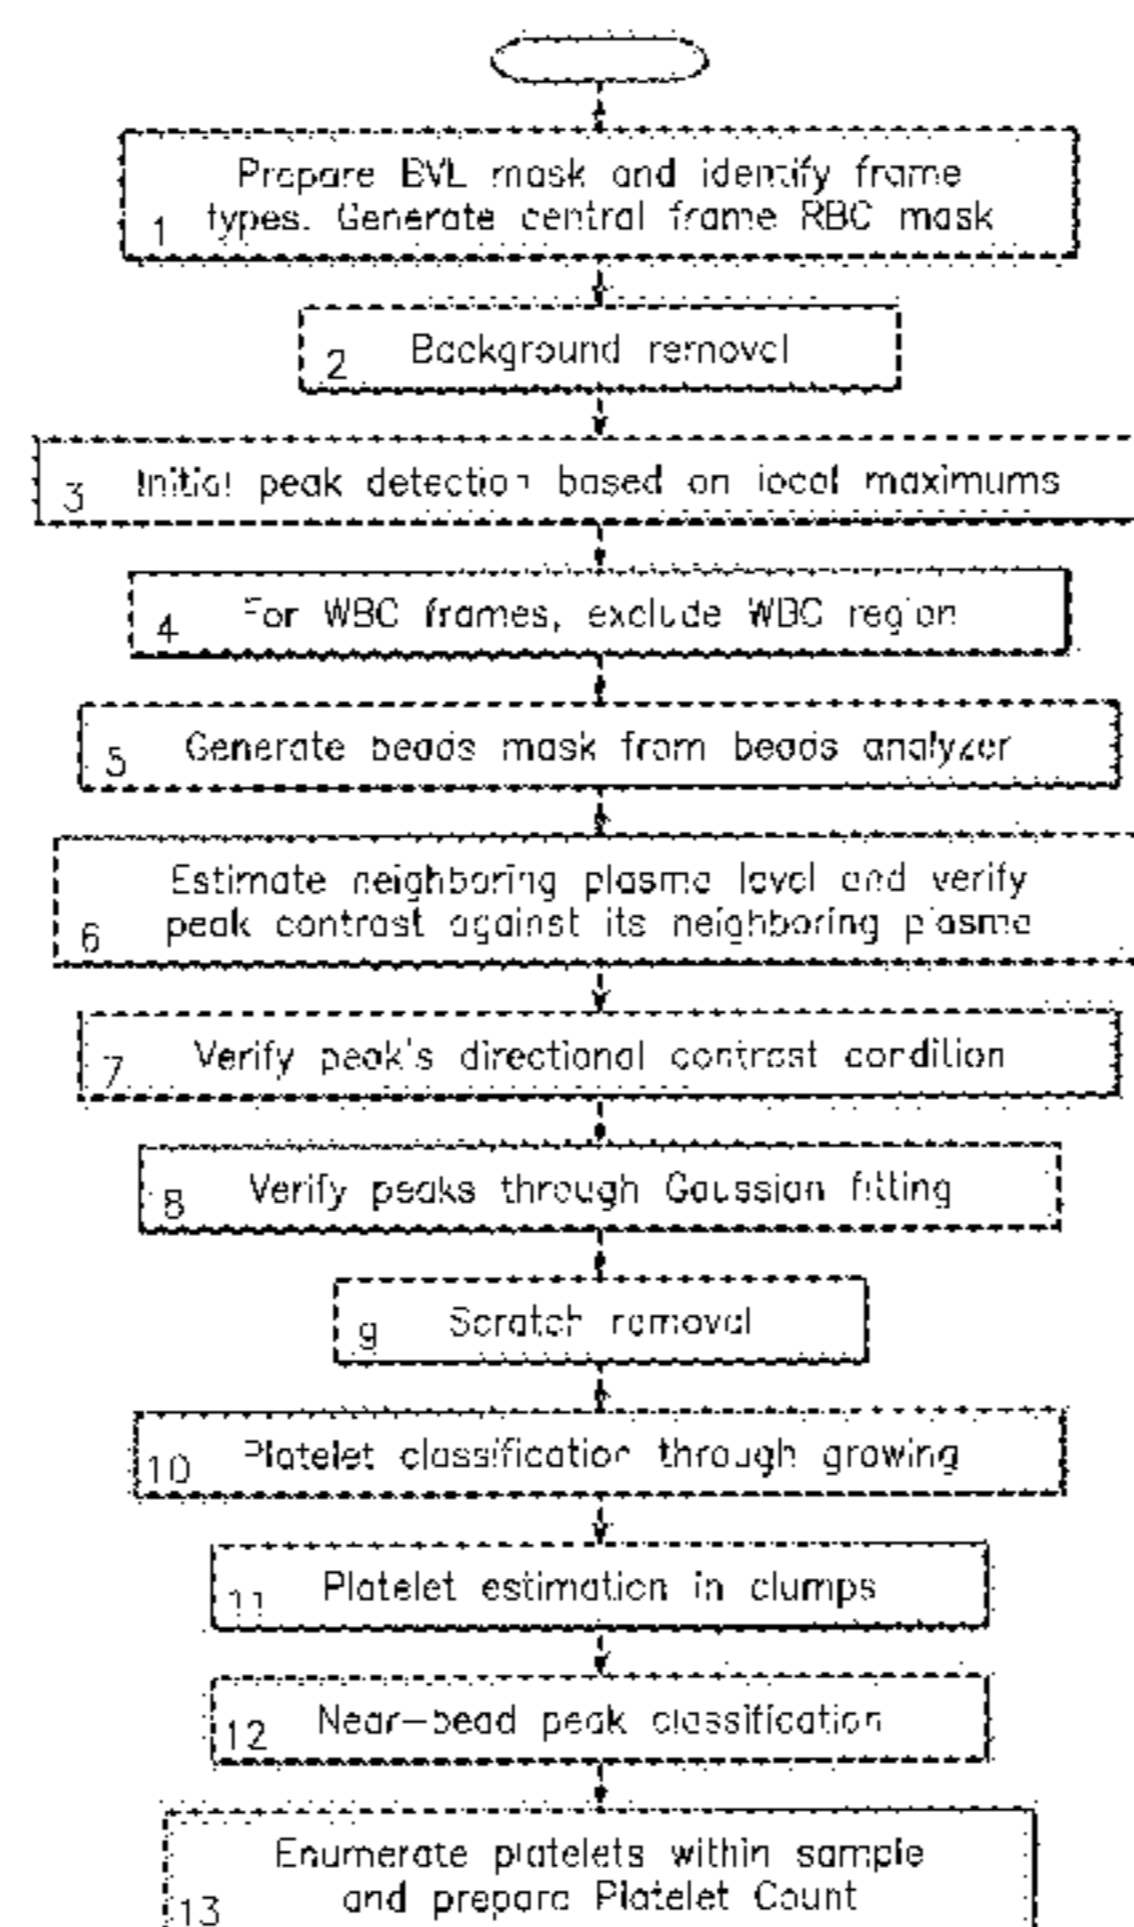 Prepare BVL mask and identify frame
1 types. Generate central frame RBC mask
2 Background removal
3 Initial peak detection based on local maximums
4 For WBC frames, exclude WBC region
5 Generate beads mask from beads analyzer
Estimate neighboring plasma level and verify
6 peak contrast against its neighboring plasma
7 Verify peak's directional contrast condition
8 Verify peaks through Gaussian fitting
9 Scratch removal
10 Platelet classification through growing
11 Platelet estimation in clumps
12 Near-bead peak classification
Enumerate platelets within sample
13 and prepare Platelet Count